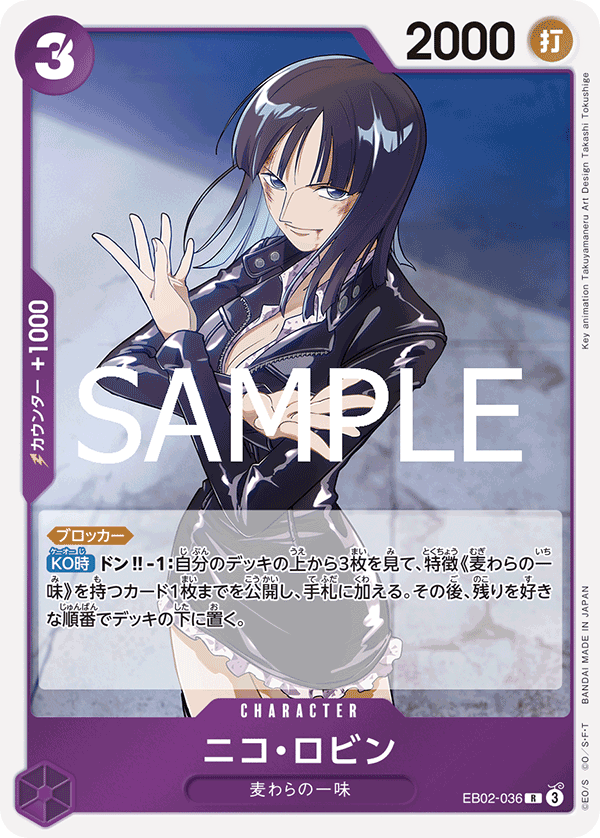 3
2000
打
Key animation Takuyamaneru Art Design Takashi Tokushige
カウンター +1000
SAMPLE
ブロッカー
KO時 ドン!!-1:自分のデッキの上から3枚を見て、特徴《麦わらの一
味》を持つカード1枚までを公開し、手札に加える。その後、残りを好き
な順番でデッキの下に置く。
CHARACTER
ニコ・ロビン
麦わらの一味
EB02-036 R 3
©EO/S ©O/S・F・T BANDAI MADE IN JAPAN